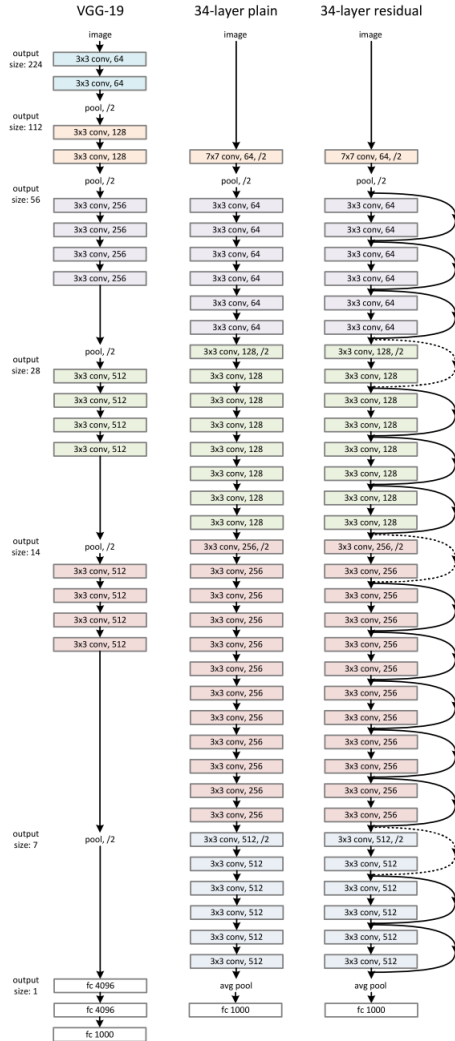 VGG-19
34-layer plain
34-layer residual
output
size: 224
output
size: 112
output
size: 56
output
size: 28
output
size: 14
output
size: 7
output
size: 1
image
3x3 conv, 64
3x3 conv, 64
pool, /2
3x3 conv, 128
3x3 conv, 128
pool, /2
3x3 conv, 256
3x3 conv, 256
3x3 conv, 256
3x3 conv, 256
pool, /2
3x3 conv, 512
3x3 conv, 512
3x3 conv, 512
3x3 conv, 512
pool, /2
3x3 conv, 512
3x3 conv, 512
3x3 conv, 512
3x3 conv, 512
pool, /2
fc 4096
fc 4096
fc 1000
image
7x7 conv, 64, /2
pool, /2
3x3 conv, 64
3x3 conv, 64
3x3 conv, 64
3x3 conv, 64
3x3 conv, 64
3x3 conv, 64
3x3 conv, 128, /2
3x3 conv, 128
3x3 conv, 128
3x3 conv, 128
3x3 conv, 128
3x3 conv, 128
3x3 conv, 128
3x3 conv, 128
3x3 conv, 256, /2
3x3 conv, 256
3x3 conv, 256
3x3 conv, 256
3x3 conv, 256
3x3 conv, 256
3x3 conv, 256
3x3 conv, 256
3x3 conv, 256
3x3 conv, 256
3x3 conv, 256
3x3 conv, 256
3x3 conv, 512, /2
3x3 conv, 512
3x3 conv, 512
3x3 conv, 512
3x3 conv, 512
3x3 conv, 512
avg pool
fc 1000
image
7x7 conv, 64, /2
pool, /2
3x3 conv, 64
3x3 conv, 64
3x3 conv, 64
3x3 conv, 64
3x3 conv, 64
3x3 conv, 64
3x3 conv, 128, /2
3x3 conv, 128
3x3 conv, 128
3x3 conv, 128
3x3 conv, 128
3x3 conv, 128
3x3 conv, 128
3x3 conv, 128
3x3 conv, 256, /2
3x3 conv, 256
3x3 conv, 256
3x3 conv, 256
3x3 conv, 256
3x3 conv, 256
3x3 conv, 256
3x3 conv, 256
3x3 conv, 256
3x3 conv, 256
3x3 conv, 256
3x3 conv, 256
3x3 conv, 512, /2
3x3 conv, 512
3x3 conv, 512
3x3 conv, 512
3x3 conv, 512
3x3 conv, 512
avg pool
fc 1000